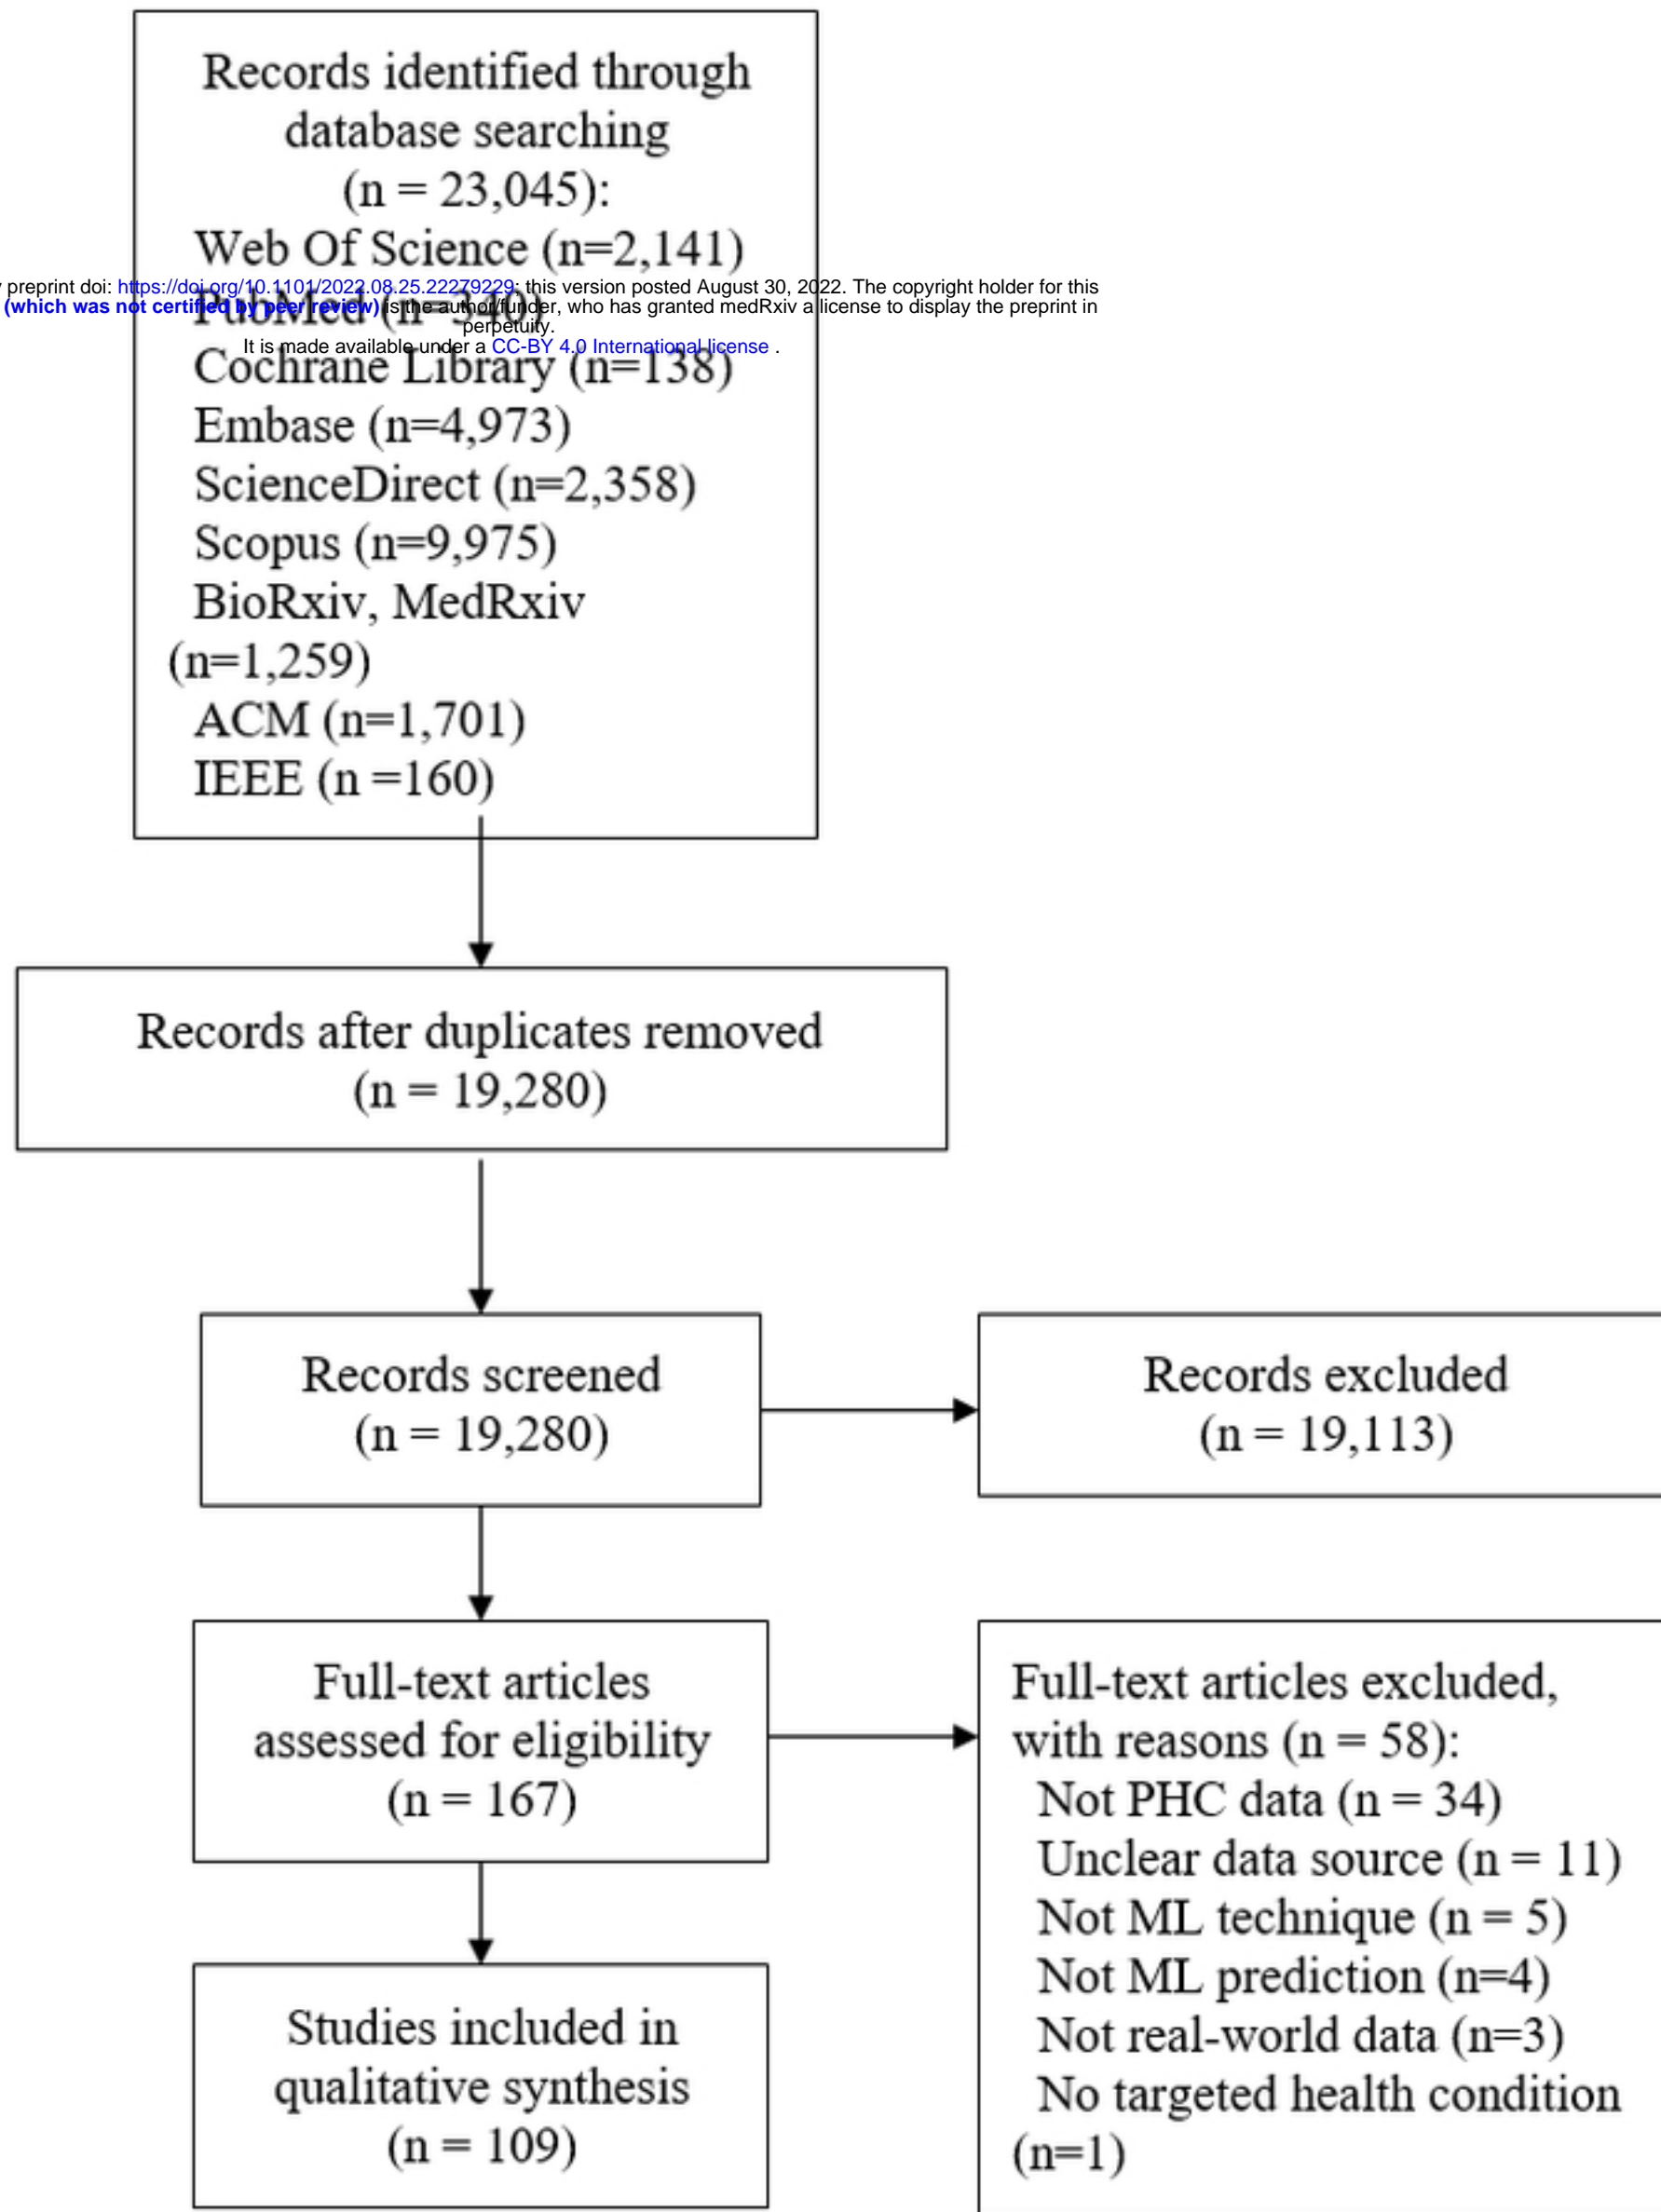 Records identified through
database searching
(n = 23,045):
Web Of Science (n=2,141)
preprint doi: https://doi.org/10.1101/2022.08.25.22279229; this version posted August 30, 2022. The copyright holder for this
(which was not certified by peer review) is the author/funder, who has granted medRxiv a license to display the preprint in
perpetuity.
It is made available under a CC-BY 4.0 International license .
PubMed (n=340)
Cochrane Library (n=138)
Embase (n=4,973)
ScienceDirect (n=2,358)
Scopus (n=9,975)
BioRxiv, MedRxiv
(n=1,259)
ACM (n=1,701)
IEEE (n =160)
Records after duplicates removed
(n = 19,280)
Records screened
(n = 19,280)
Records excluded
(n = 19,113)
Full-text articles
assessed for eligibility
(n = 167)
Full-text articles excluded,
with reasons (n = 58):
Not PHC data (n = 34)
Unclear data source (n = 11)
Not ML technique (n = 5)
Not ML prediction (n=4)
Not real-world data (n=3)
No targeted health condition
(n=1)
Studies included in
qualitative synthesis
(n = 109)